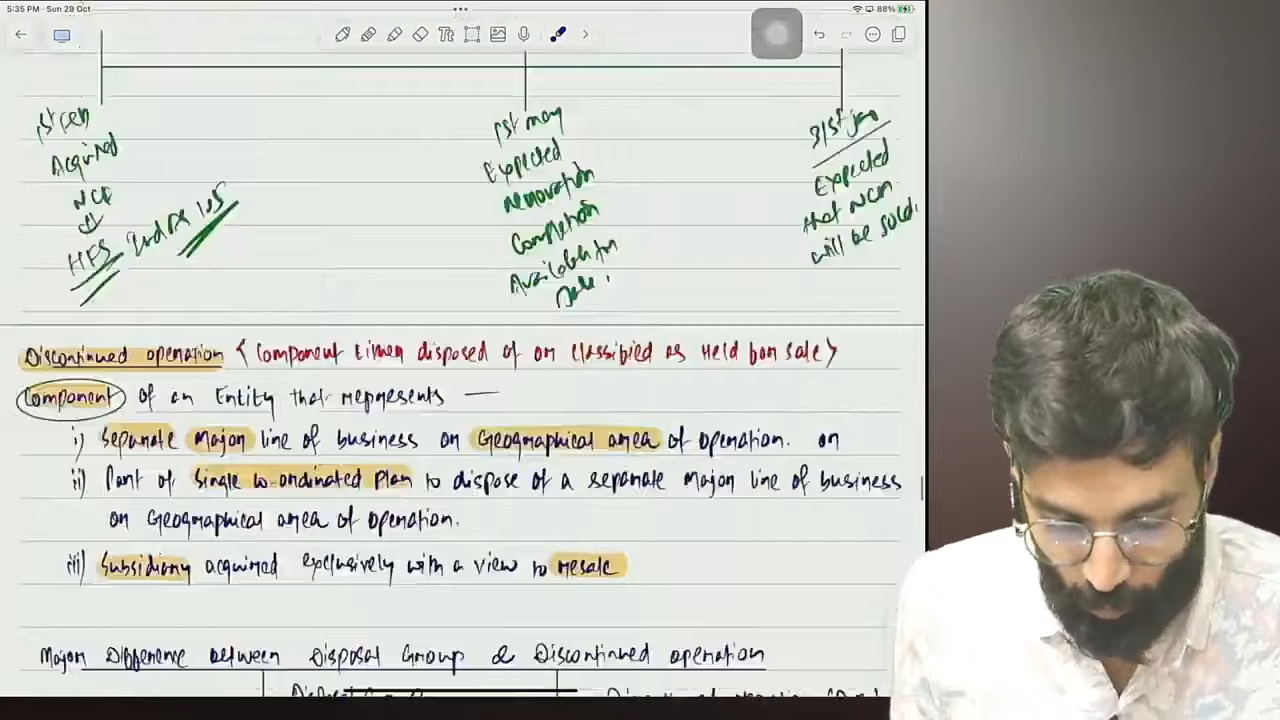 5:35 PM Sun 29 Oct
88%
1st feb
Acquired
NCA
HFS 2nd FY 105
1st may
Expected
renovation
Completion
Available for
Sale.
31st jan
Expected
that NCA
will be sold.
Discontinued operation < Component Either disposed of or classified as Held for sale >
Component of an Entity that represents —
i) Separate Major line of business or Geographical area of operation. or
ii) Part of Single co-ordinated plan to dispose of a separate Major line of business
or Geographical area of operation.
iii) Subsidiary acquired exclusively with a view to resale
Major Difference between Disposal Group & Discontinued operation